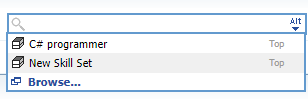 Alt
C# programmer Top
New Skill Set Top
Browse...